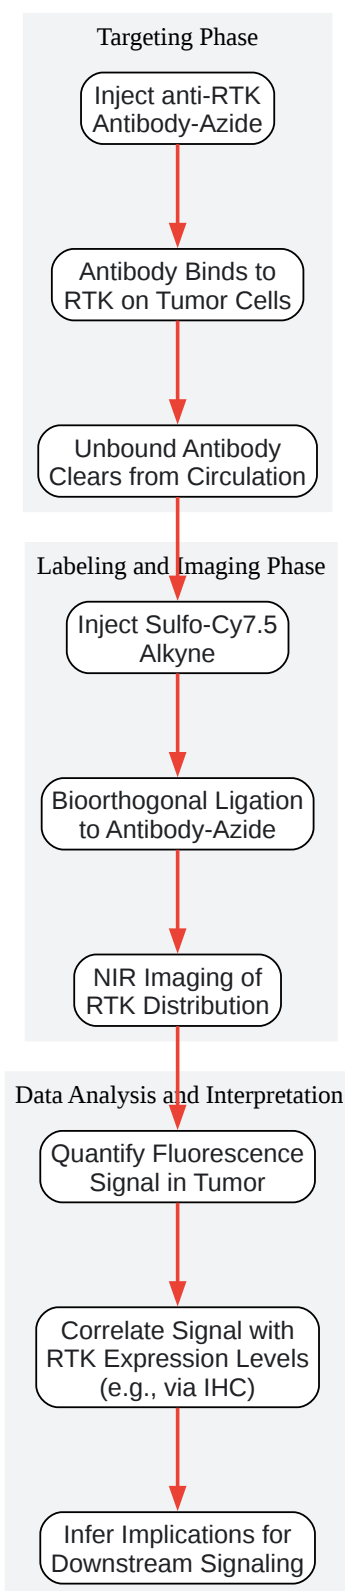 Targeting Phase
Inject anti-RTK
Antibody-Azide
Antibody Binds to
RTK on Tumor Cells
Unbound Antibody
Clears from Circulation
Labeling and Imaging Phase
Inject Sulfo-Cy7.5
Alkyne
Bioorthogonal Ligation
to Antibody-Azide
NIR Imaging of
RTK Distribution
Data Analysis and Interpretation
Quantify Fluorescence
Signal in Tumor
Correlate Signal with
RTK Expression Levels
(e.g., via IHC)
Infer Implications for
Downstream Signaling